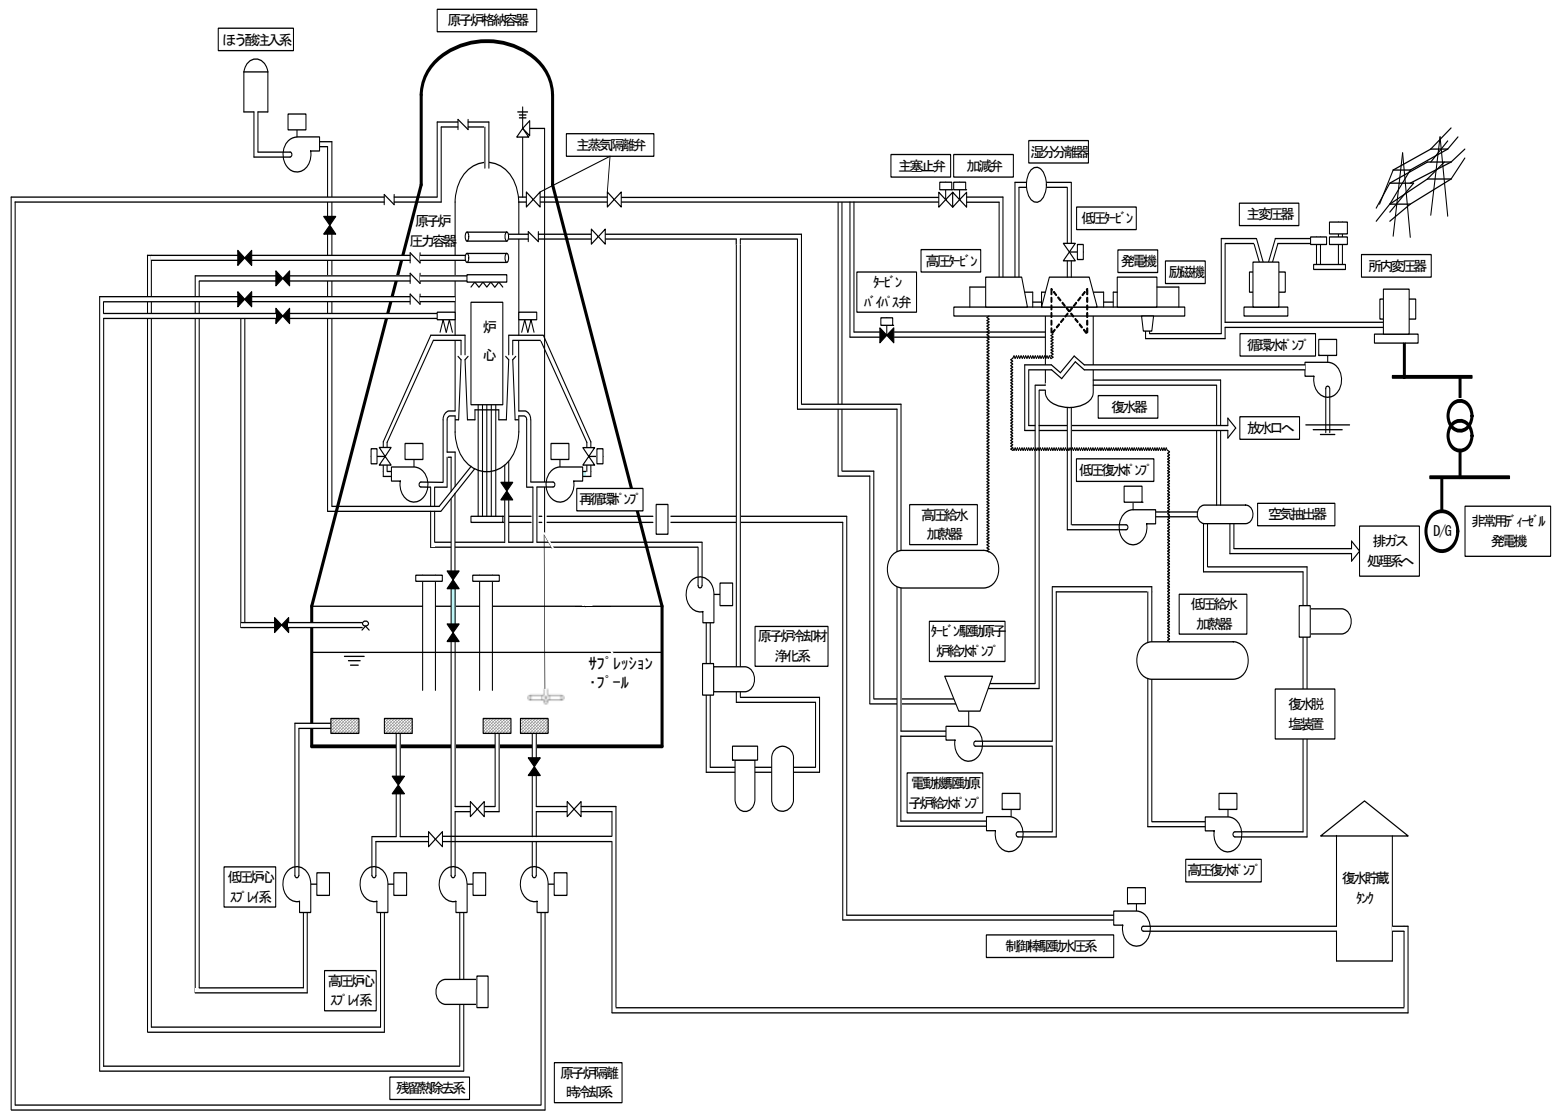 原子炉格納容器
ほう酸注入系
主蒸気隔離弁
主塞止弁
加減弁
湿分分離器
原子炉
圧力容器
低圧ﾀｰﾋﾞﾝ
主変圧器
高圧ﾀｰﾋﾞﾝ
発電機
励磁機
所内変圧器
ﾀｰﾋﾞﾝ
ﾊﾞｲﾊﾟｽ弁
炉
心
循環水ﾎﾟﾝﾌﾟ
復水器
放水口へ
低圧復水ﾎﾟﾝﾌﾟ
再循環ﾎﾟﾝﾌﾟ
高圧給水
加熱器
空気抽出器
D/G
非常用ﾃﾞｨｰｾﾞﾙ
発電機
排ガス
処理系へ
低圧給水
加熱器
原子炉冷却材
浄化系
ﾀｰﾋﾞﾝ駆動原子
炉給水ﾎﾟﾝﾌﾟ
ｻﾌﾟﾚｯｼｮﾝ
・ﾌﾟｰﾙ
復水脱
塩装置
電動機駆動原
子炉給水ﾎﾟﾝﾌﾟ
高圧復水ﾎﾟﾝﾌﾟ
低圧炉心
ｽﾌﾟﾚｲ系
復水貯蔵
ﾀﾝｸ
制御棒駆動水圧系
高圧炉心
ｽﾌﾟﾚｲ系
残留熱除去系
原子炉隔離
時冷却系